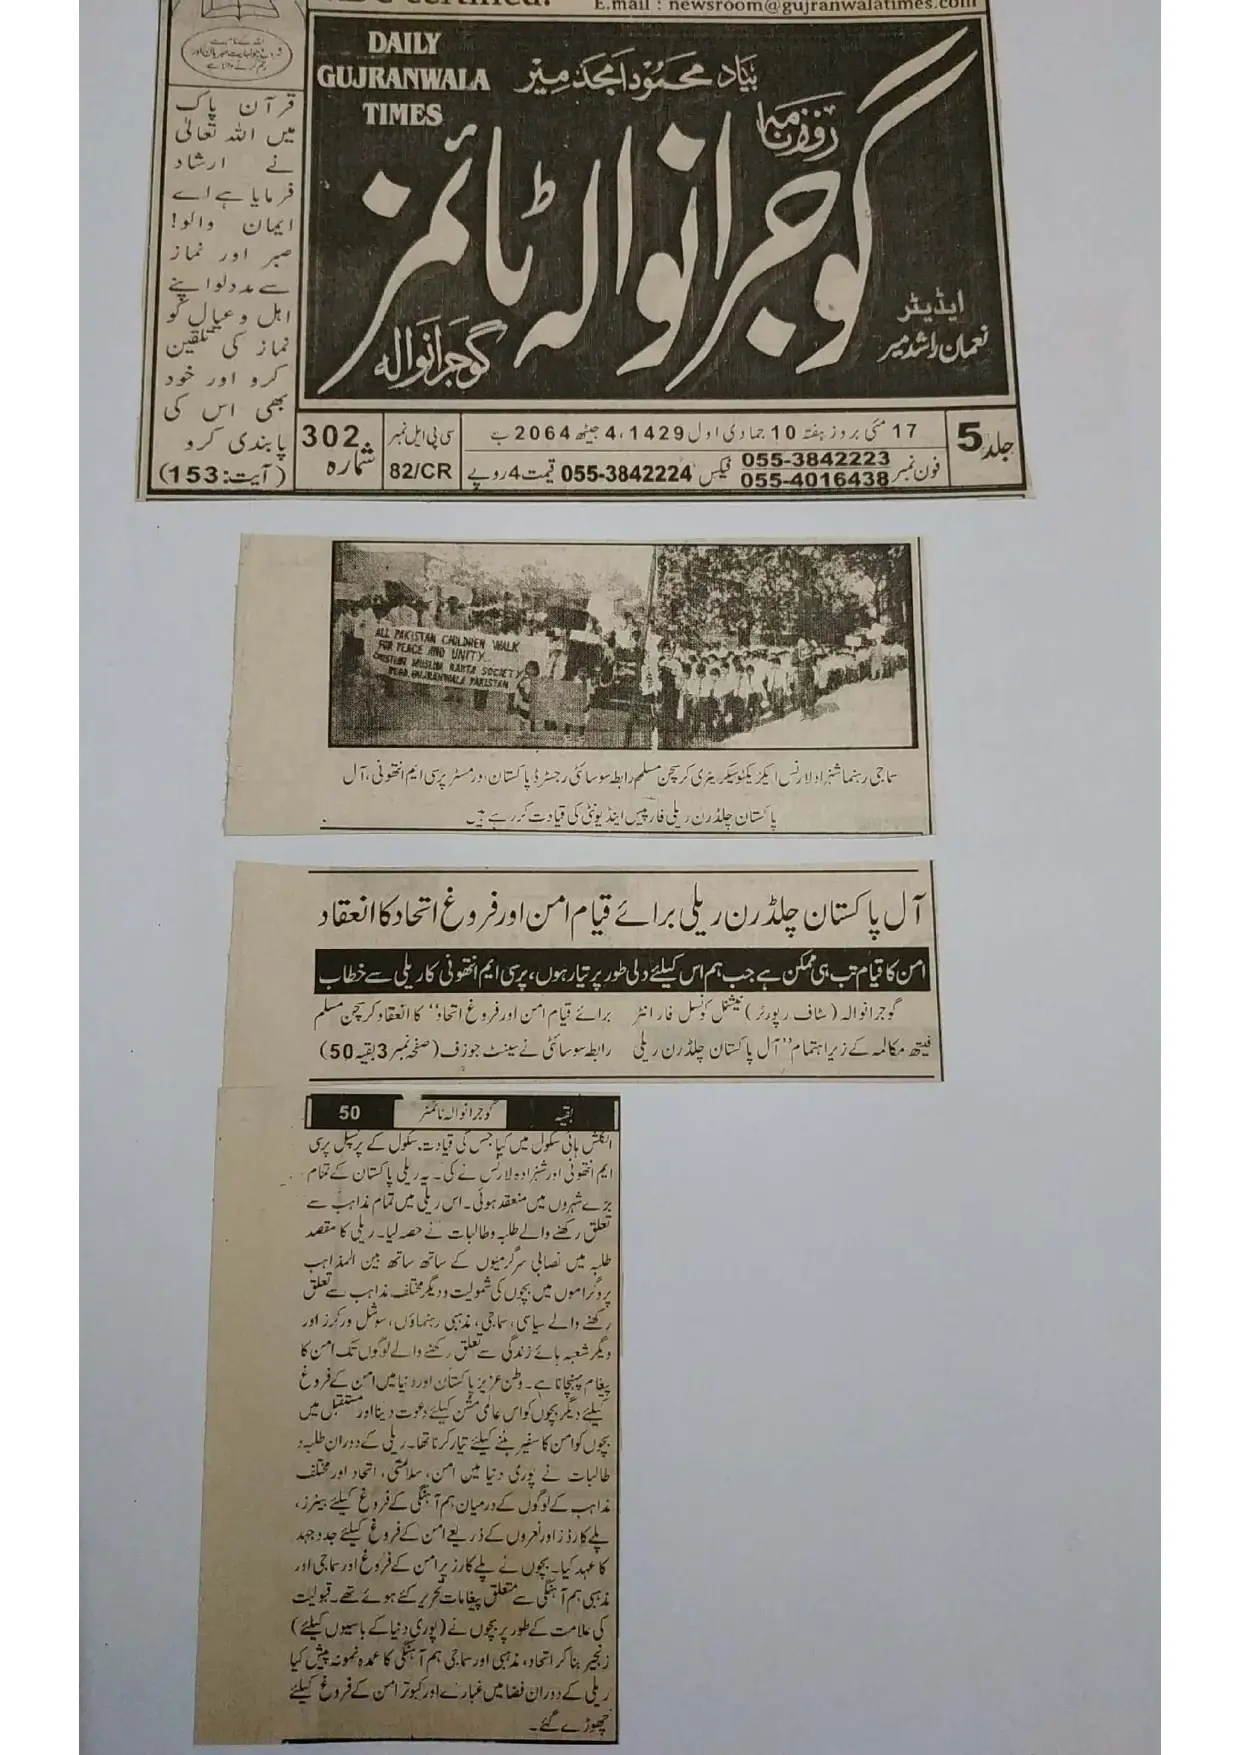 ABC certified.
E.mail : newsroom@gujranwalatimes.com
DAILY
GUJRANWALA
TIMES
بیاد محمود امجد میر
روزنامہ
گوجرانوالہ ٹائمز
گوجرانوالہ
ایڈیٹر
نعمان راشد میر
قرآن پاک
میں اللہ تعالیٰ
نے ارشاد
فرمایا ہے اے
ایمان والو!
صبر اور نماز
سے مدد لو اپنے
اہل و عیال کو
نماز کی تلقین
کرو اور خود
بھی اس کی
پابندی کرو
(آیت:153)
جلد 5
17 مئی بروز ہفتہ 10 جمادی اول 1429، 4 جیٹھ 2064 ب
فون نمبر 055-3842223
055-4016438
فیکس 055-3842224 قیمت 4 روپے
سی پی ایل نمبر
82/CR
302
شمارہ
ALL PAKISTAN CHILDREN WALK
FOR PEACE AND UNITY
CHRISTIAN MUSLIM RABTA SOCIETY
REGD. GUJRANWALA PAKISTAN
سماجی رہنما شہزاد لارنس ایگزیکٹو سیکریٹری کرسچن مسلم رابطہ سوسائٹی رجسٹرڈ پاکستان، ور مسٹر پرسی ایم انتھونی، آل
پاکستان چلڈرن ریلی فار پیس اینڈ یونٹی کی قیادت کر رہے ہیں
آل پاکستان چلڈرن ریلی برائے قیام امن اور فروغ اتحاد کا انعقاد
امن کا قیام تب ہی ممکن ہے جب ہم اس کیلئے دلی طور پر تیار ہوں، پرسی ایم انتھونی کا ریلی سے خطاب
گوجرانوالہ (سٹاف رپورٹر) نیشنل کونسل فار انٹر
فیتھ مکالمہ کے زیر اہتمام "آل پاکستان چلڈرن ریلی
برائے قیام امن اور فروغ اتحاد" کا انعقاد کرسچن مسلم
رابطہ سوسائٹی نے سینٹ جوزف (صفحہ نمبر 3 بقیہ 50)
بقیہ گوجرانوالہ ٹائمز 50
انگلش ہائی سکول میں کیا جس کی قیادت سکول کے پرنسپل پرسی
ایم انتھونی اور شہزادہ لارنس نے کی۔ یہ ریلی پاکستان کے تمام
بڑے شہروں میں منعقد ہوئی۔ اس ریلی میں تمام مذاہب سے
تعلق رکھنے والے طلبہ و طالبات نے حصہ لیا۔ ریلی کا مقصد
طلبہ میں نصابی سرگرمیوں کے ساتھ ساتھ بین المذاہب
پروگراموں میں بچوں کی شمولیت و دیگر مختلف مذاہب سے تعلق
رکھنے والے سیاسی، سماجی، مذہبی رہنماؤں، سوشل ورکرز اور
دیگر شعبہ ہائے زندگی سے تعلق رکھنے والے لوگوں تک امن کا
پیغام پہنچانا ہے۔ وطن عزیز پاکستان اور دنیا میں امن کے فروغ
کیلئے دیگر بچوں کو اس عالمی مشن کیلئے دعوت دینا اور مستقبل میں
بچوں کو امن کا سفیر بننے کیلئے تیار کرنا تھا۔ ریلی کے دوران طلبہ و
طالبات نے پوری دنیا میں امن، سلامتی، اتحاد اور مختلف
مذاہب کے لوگوں کے درمیان ہم آہنگی کے فروغ کیلئے بینرز،
پلے کارڈز اور نعروں کے ذریعے امن کے فروغ کیلئے جدوجہد
کا عہد کیا۔ بچوں نے پلے کارز پر امن کے فروغ اور سماجی اور
مذہبی ہم آہنگی سے متعلق پیغامات تحریر کئے ہوئے تھے۔ قبولیت
کی علامت کے طور پر بچوں نے (پوری دنیا کے باسیوں کیلئے)
زنجیر بنا کر اتحاد، مذہبی اور سماجی ہم آہنگی کا عمدہ نمونہ پیش کیا
ریلی کے دوران فضا میں غبارے اور کبوتر امن کے فروغ کیلئے
چھوڑے گئے۔